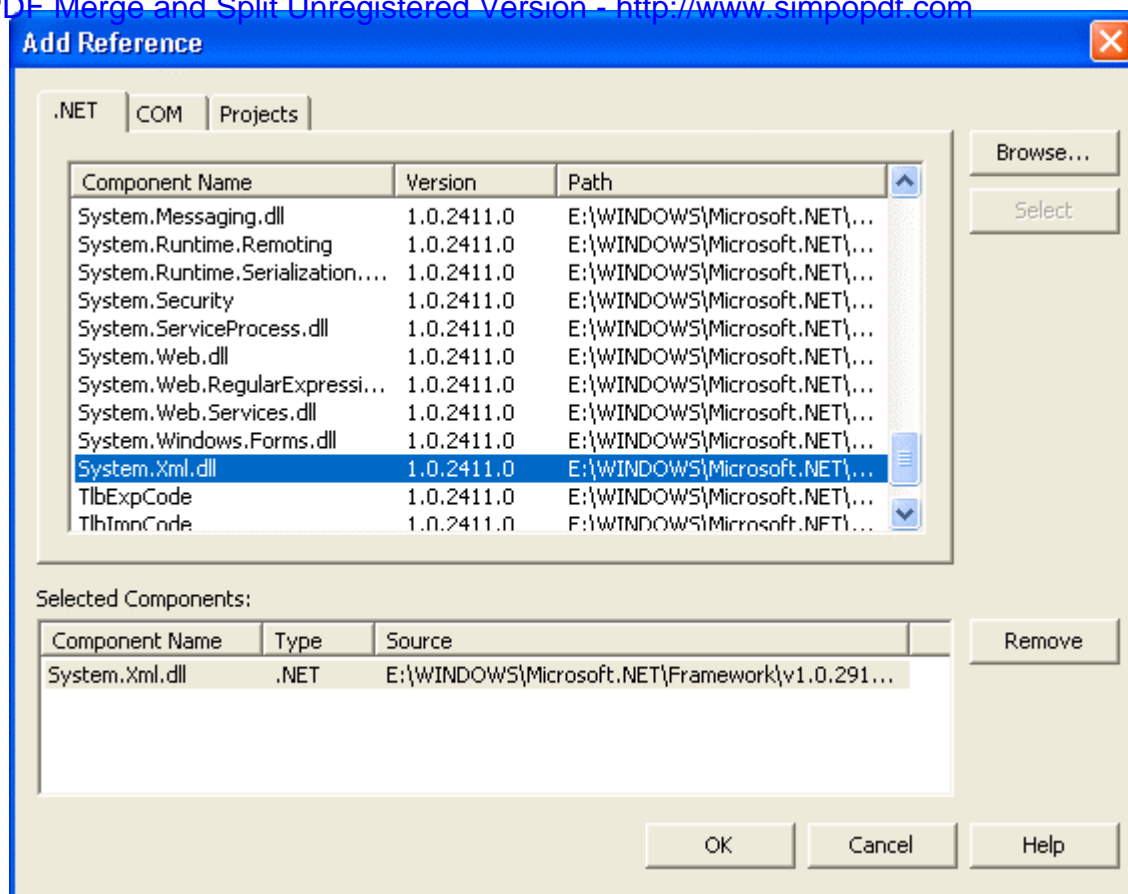 PDF Merge and Split Unregistered Version - http://www.simpopdf.com
Add Reference
.NET COM Projects
Browse...
Component Name Version Path
Select
System.Messaging.dll 1.0.2411.0 E:\WINDOWS\Microsoft.NET\...
System.Runtime.Remoting 1.0.2411.0 E:\WINDOWS\Microsoft.NET\...
System.Runtime.Serialization.... 1.0.2411.0 E:\WINDOWS\Microsoft.NET\...
System.Security 1.0.2411.0 E:\WINDOWS\Microsoft.NET\...
System.ServiceProcess.dll 1.0.2411.0 E:\WINDOWS\Microsoft.NET\...
System.Web.dll 1.0.2411.0 E:\WINDOWS\Microsoft.NET\...
System.Web.RegularExpressi... 1.0.2411.0 E:\WINDOWS\Microsoft.NET\...
System.Web.Services.dll 1.0.2411.0 E:\WINDOWS\Microsoft.NET\...
System.Windows.Forms.dll 1.0.2411.0 E:\WINDOWS\Microsoft.NET\...
System.Xml.dll 1.0.2411.0 E:\WINDOWS\Microsoft.NET\...
TlbExpCode 1.0.2411.0 E:\WINDOWS\Microsoft.NET\...
TlbImpCode 1.0.2411.0 E:\WINDOWS\Microsoft.NET\...
Selected Components:
Component Name Type Source
Remove
System.Xml.dll .NET E:\WINDOWS\Microsoft.NET\Framework\v1.0.291...
OK Cancel Help